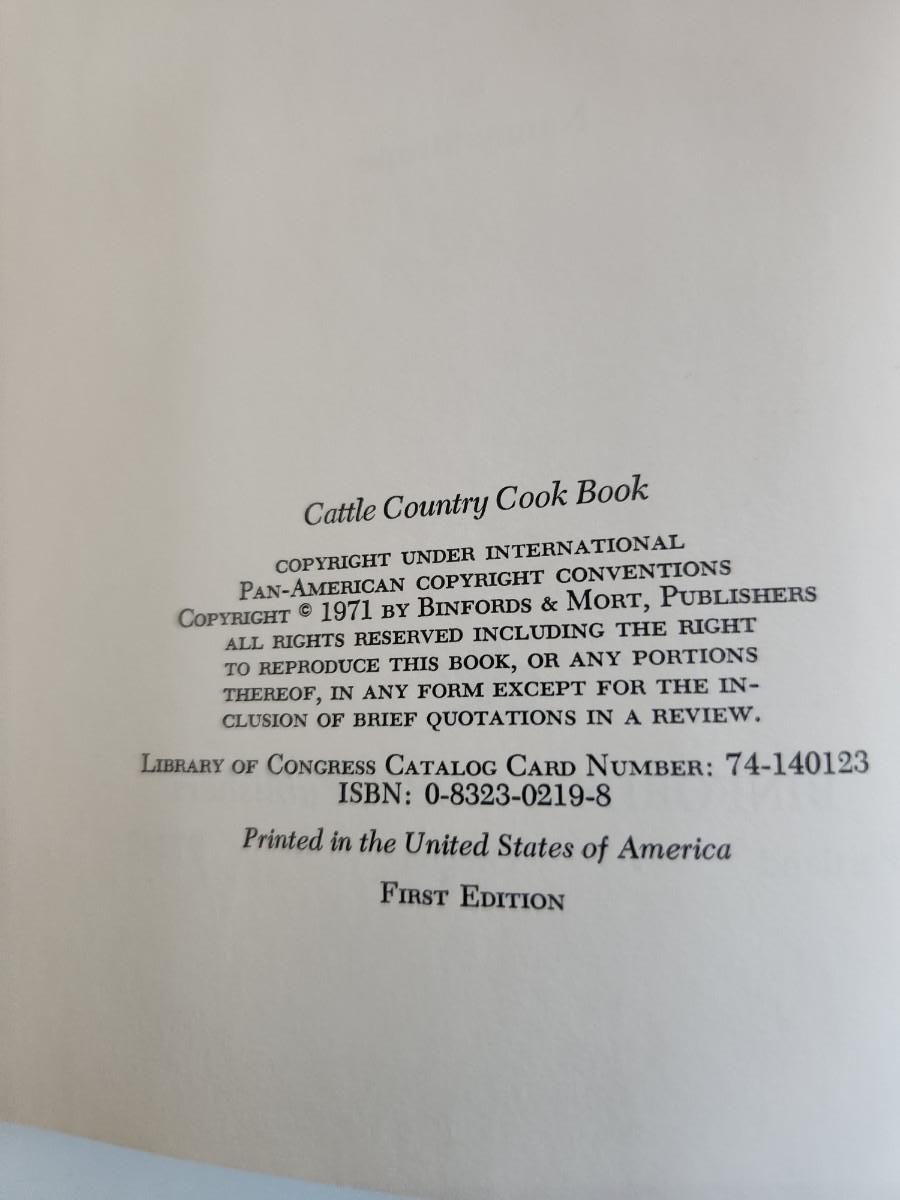 Cattle Country Cook Book
COPYRIGHT UNDER INTERNATIONAL
PAN-AMERICAN COPYRIGHT CONVENTIONS
COPYRIGHT © 1971 BY BINFORDS & MORT, PUBLISHERS
ALL RIGHTS RESERVED INCLUDING THE RIGHT
TO REPRODUCE THIS BOOK, OR ANY PORTIONS
THEREOF, IN ANY FORM EXCEPT FOR THE IN-
CLUSION OF BRIEF QUOTATIONS IN A REVIEW.
LIBRARY OF CONGRESS CATALOG CARD NUMBER: 74-140123
ISBN: 0-8323-0219-8
Printed in the United States of America
FIRST EDITION